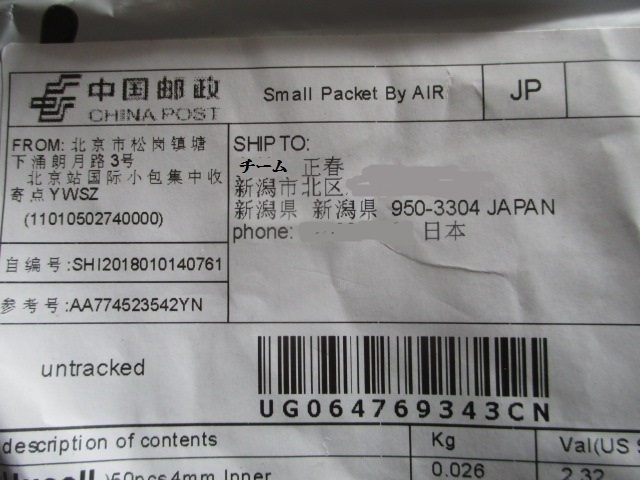 中国邮政
CHINA POST
Small Packet By AIR
JP
FROM: 北京市松岗镇塘
下涌朗月路3号
北京站国际小包集中收
寄点YWSZ
(11010502740000)
自编号:SHI2018010140761
参考号:AA774523542YN
SHIP TO:
チーム 正春
新潟市北区
新潟県 新潟県 950-3304 JAPAN
phone: 日本
untracked
UG064769343CN
description of contents
Kg
Val(US
)50pcs4mm Inner
0.026
2.32